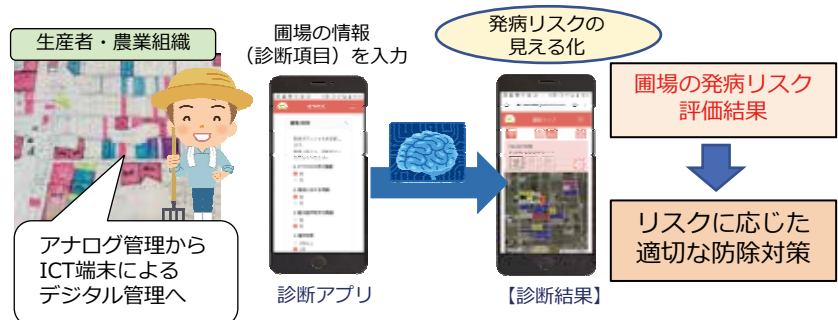 生産者・農業組織
圃場の情報
(診断項目)を入力
発病リスクの
見える化
圃場の発病リスク
評価結果
リスクに応じた
適切な防除対策
アナログ管理から
ICT端末による
デジタル管理へ
診断アプリ
【診断結果】